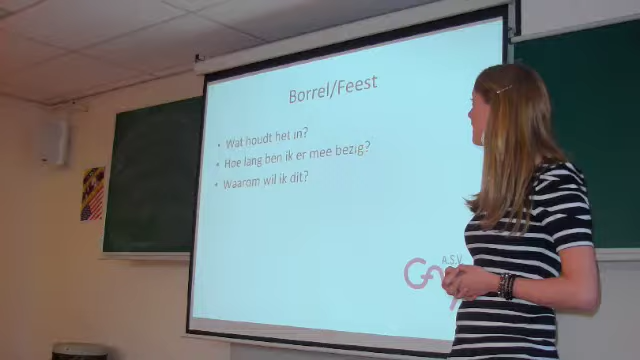 Borrel/Feest
• Wat houdt het in?
• Hoe lang ben ik er mee bezig?
• Waarom wil ik dit?
A.S.V.